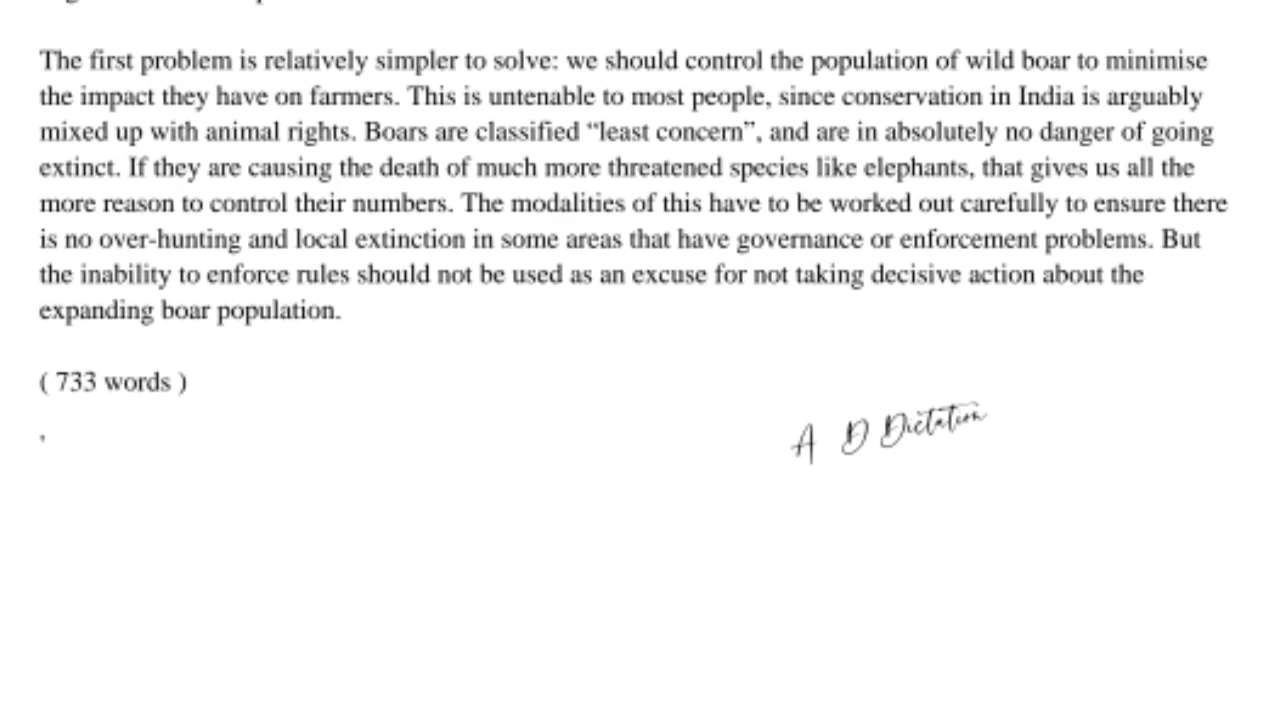 The first problem is relatively simpler to solve: we should control the population of wild boar to minimise
the impact they have on farmers. This is untenable to most people, since conservation in India is arguably
mixed up with animal rights. Boars are classified “least concern”, and are in absolutely no danger of going
extinct. If they are causing the death of much more threatened species like elephants, that gives us all the
more reason to control their numbers. The modalities of this have to be worked out carefully to ensure there
is no over-hunting and local extinction in some areas that have governance or enforcement problems. But
the inability to enforce rules should not be used as an excuse for not taking decisive action about the
expanding boar population.
( 733 words )
A D Dictation